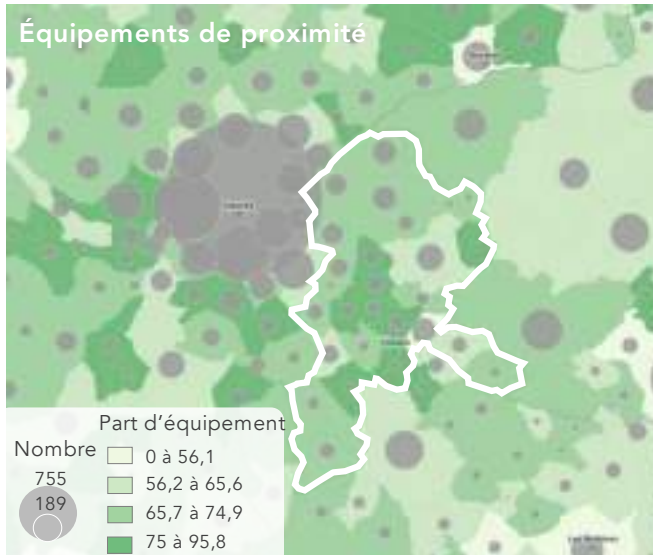 Équipements de proximité
Part d'équipement
Nombre
755
189
0 à 56,1
56,2 à 65,6
65,7 à 74,9
75 à 95,8